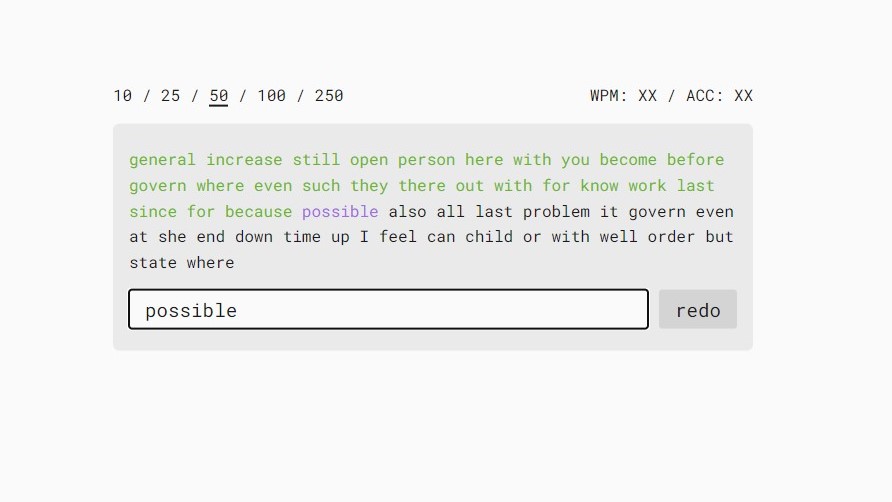 10 / 25 / 50 / 100 / 250
WPM: XX / ACC: XX
general increase still open person here with you become before
govern where even such they there out with for know work last
since for because possible also all last problem it govern even
at she end down time up I feel can child or with well order but
state where
possible
redo